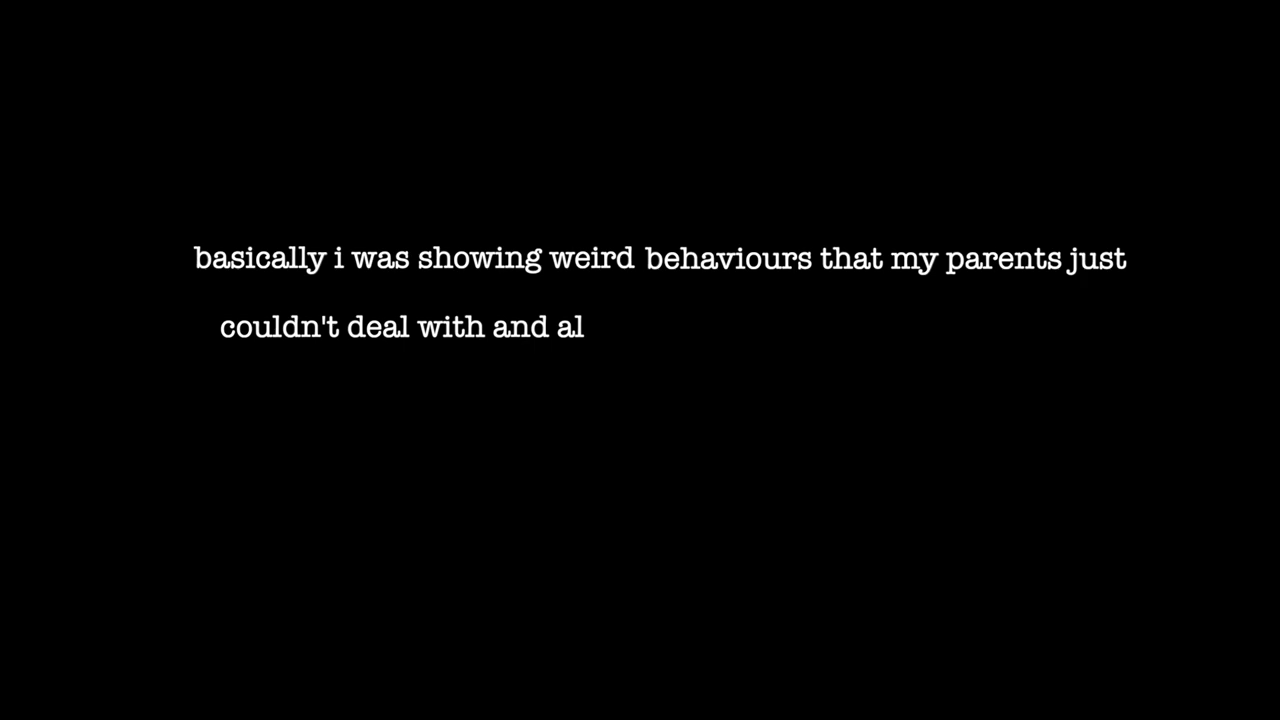 basically i was showing weird behaviours that my parents just
couldn't deal with and al